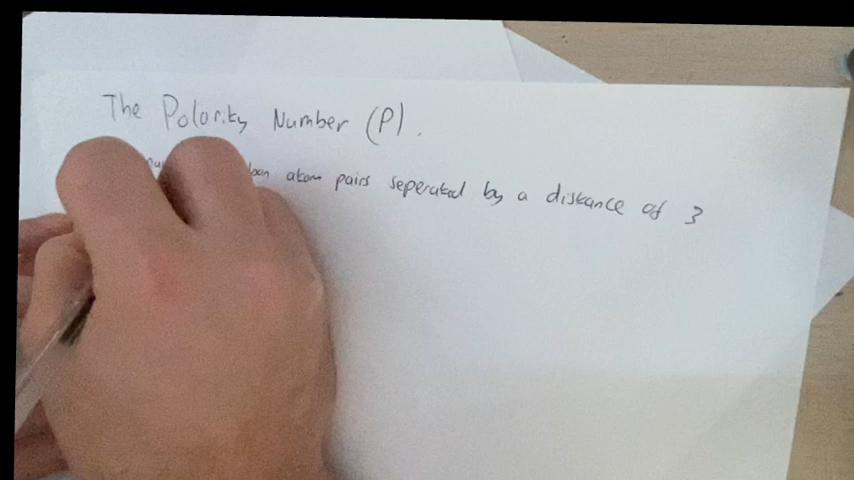 The Polarity Number (P).
atom pairs seperated by a distance of 3